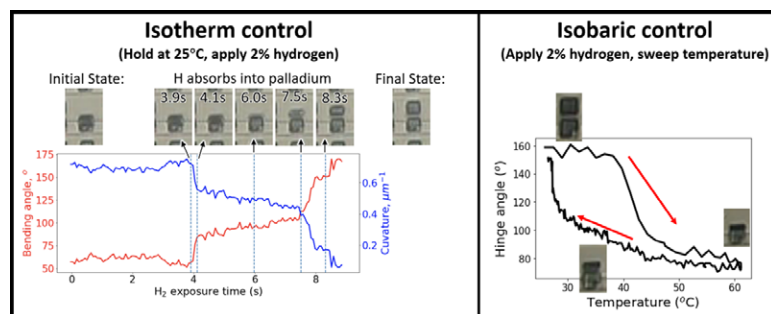 Isotherm control
(Hold at 25°C, apply 2% hydrogen)
Initial State:
H absorbs into palladium
Final State:
3.9s
4.1s
6.0s
7.5s
8.3s
Bending angle, °
175
150
125
100
75
50
0
2
4
6
8
H₂ exposure time (s)
0.6
0.4
0.2
Cuvature, μm⁻¹
Isobaric control
(Apply 2% hydrogen, sweep temperature)
Hinge angle (°)
160
140
120
100
80
30
40
50
60
Temperature (°C)